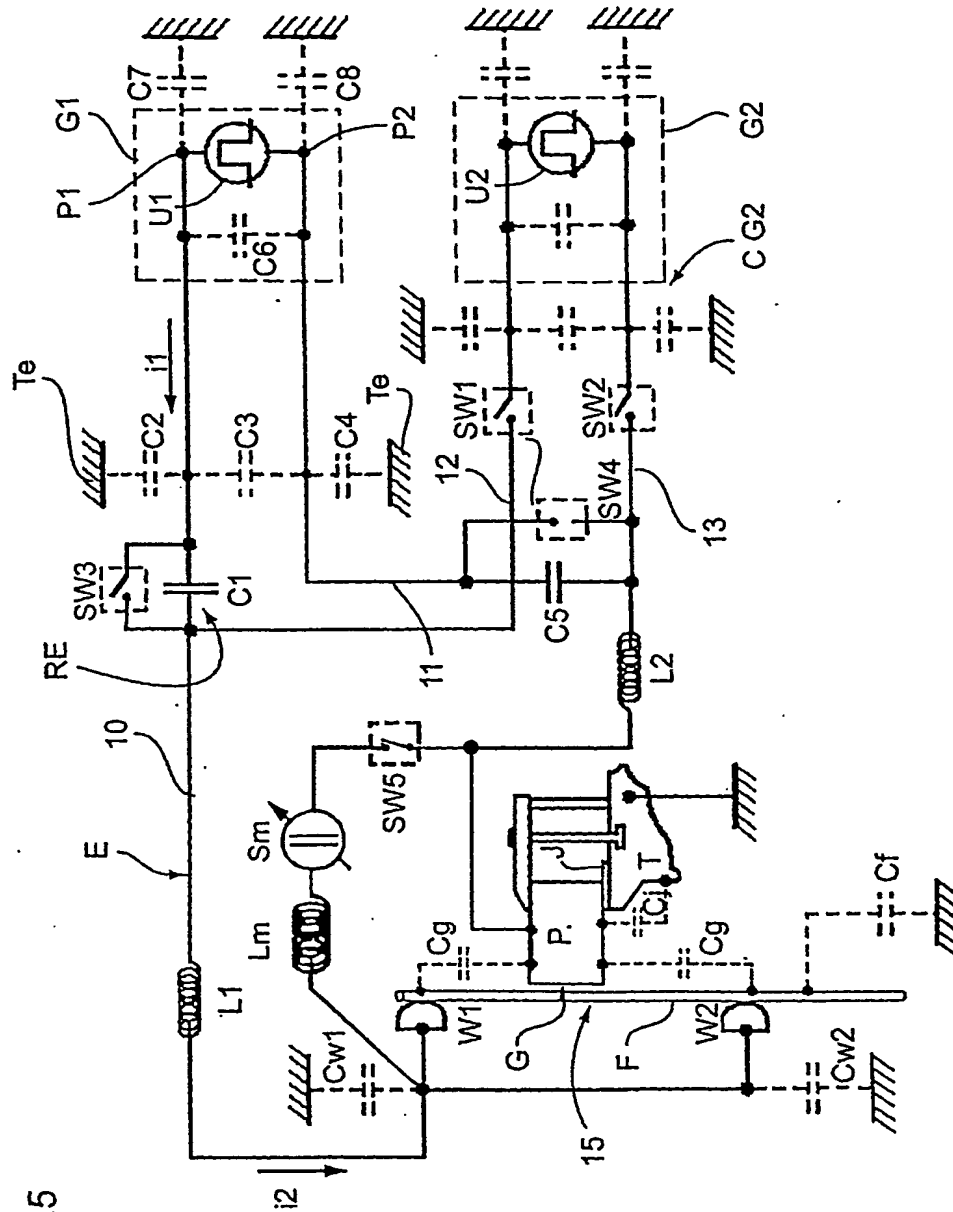 G1
C7
C8
P1
U1
P2
C6
i1
Te
C2
C3
C4
Te
SW3
C1
RE
10
E
L1
i2
11
12
SW1
SW4
C5
SW2
13
G2
U2
C G2
L2
SW5
Sm
Lm
Cw1
W1
Cg
P.
J
T
Cj
Cg
G
15
F
W2
Cw2
Cf
5